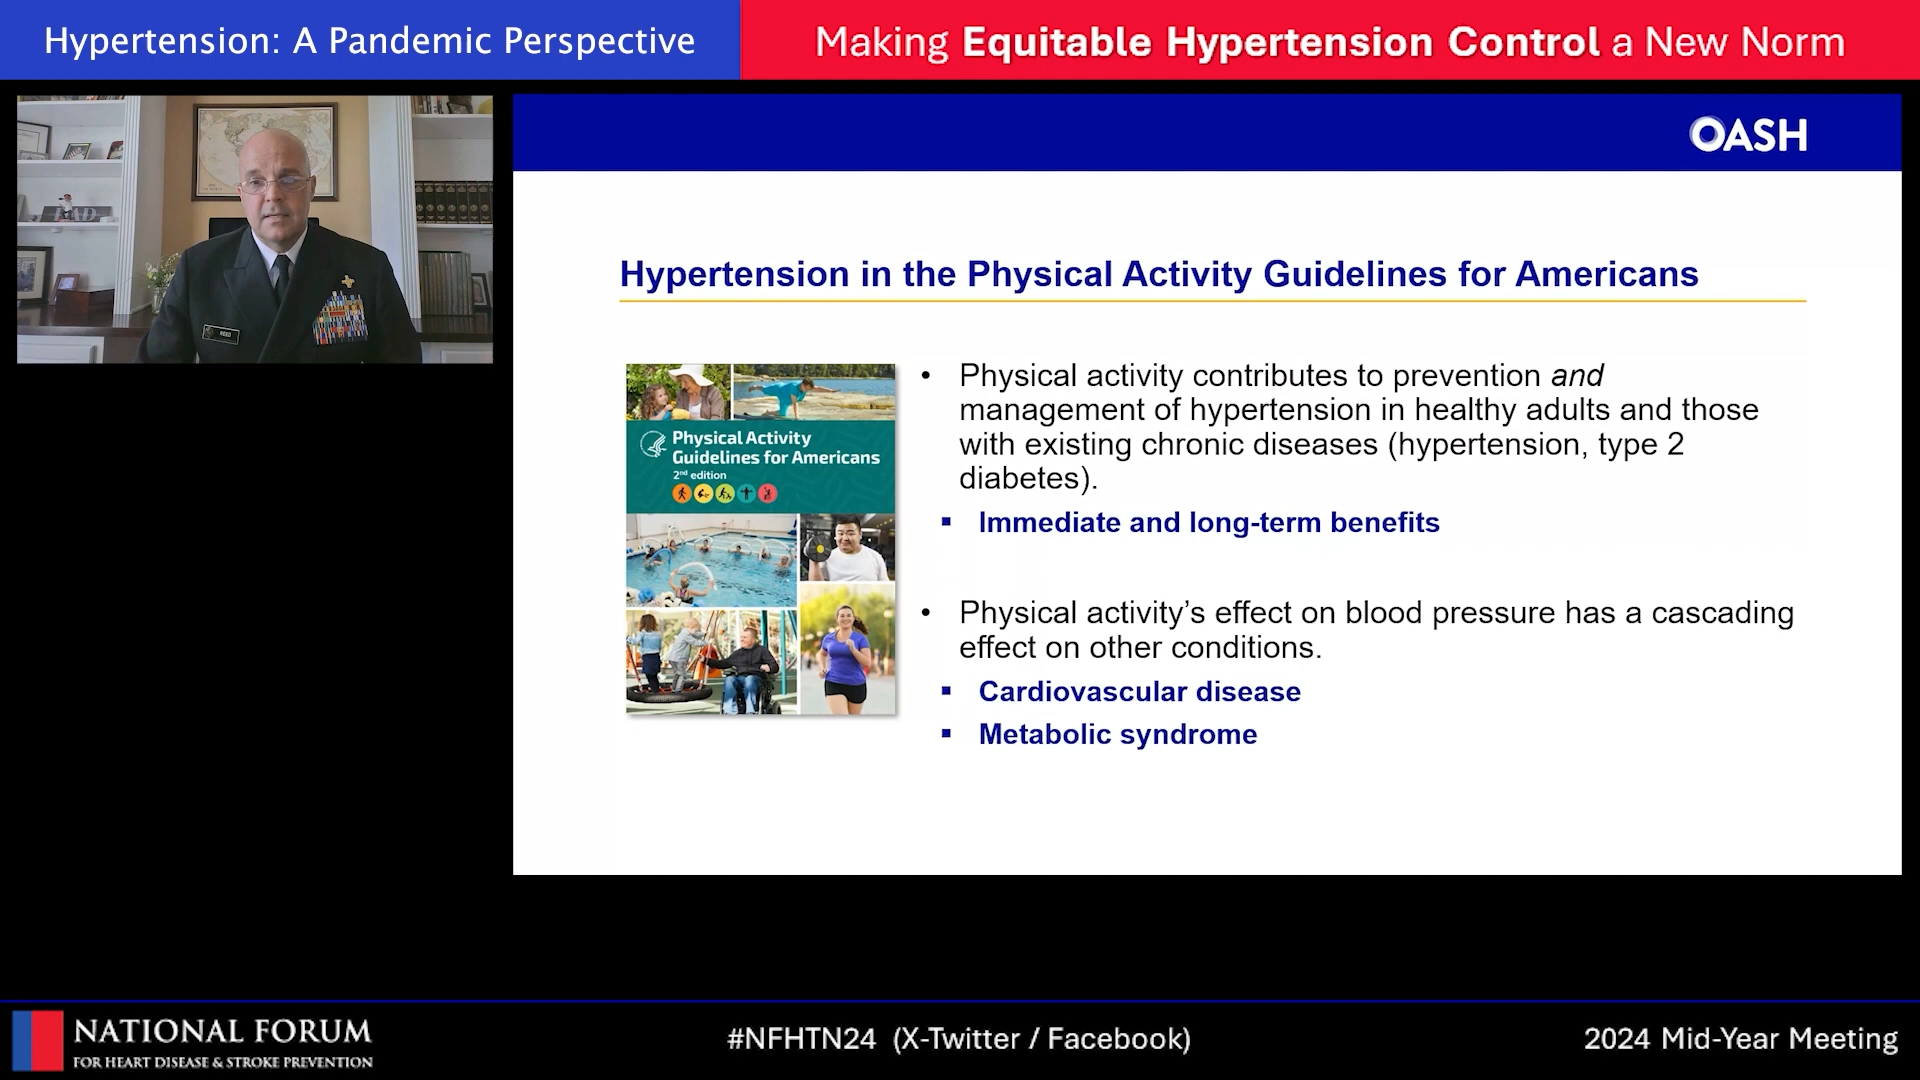 Hypertension: A Pandemic Perspective
Making Equitable Hypertension Control a New Norm
OASH
REED
Hypertension in the Physical Activity Guidelines for Americans
Physical Activity
Guidelines for Americans
2nd edition
• Physical activity contributes to prevention and
management of hypertension in healthy adults and those
with existing chronic diseases (hypertension, type 2
diabetes).
▪ Immediate and long-term benefits
• Physical activity’s effect on blood pressure has a cascading
effect on other conditions.
▪ Cardiovascular disease
▪ Metabolic syndrome
NATIONAL FORUM
FOR HEART DISEASE & STROKE PREVENTION
#NFHTN24 (X-Twitter / Facebook)
2024 Mid-Year Meeting